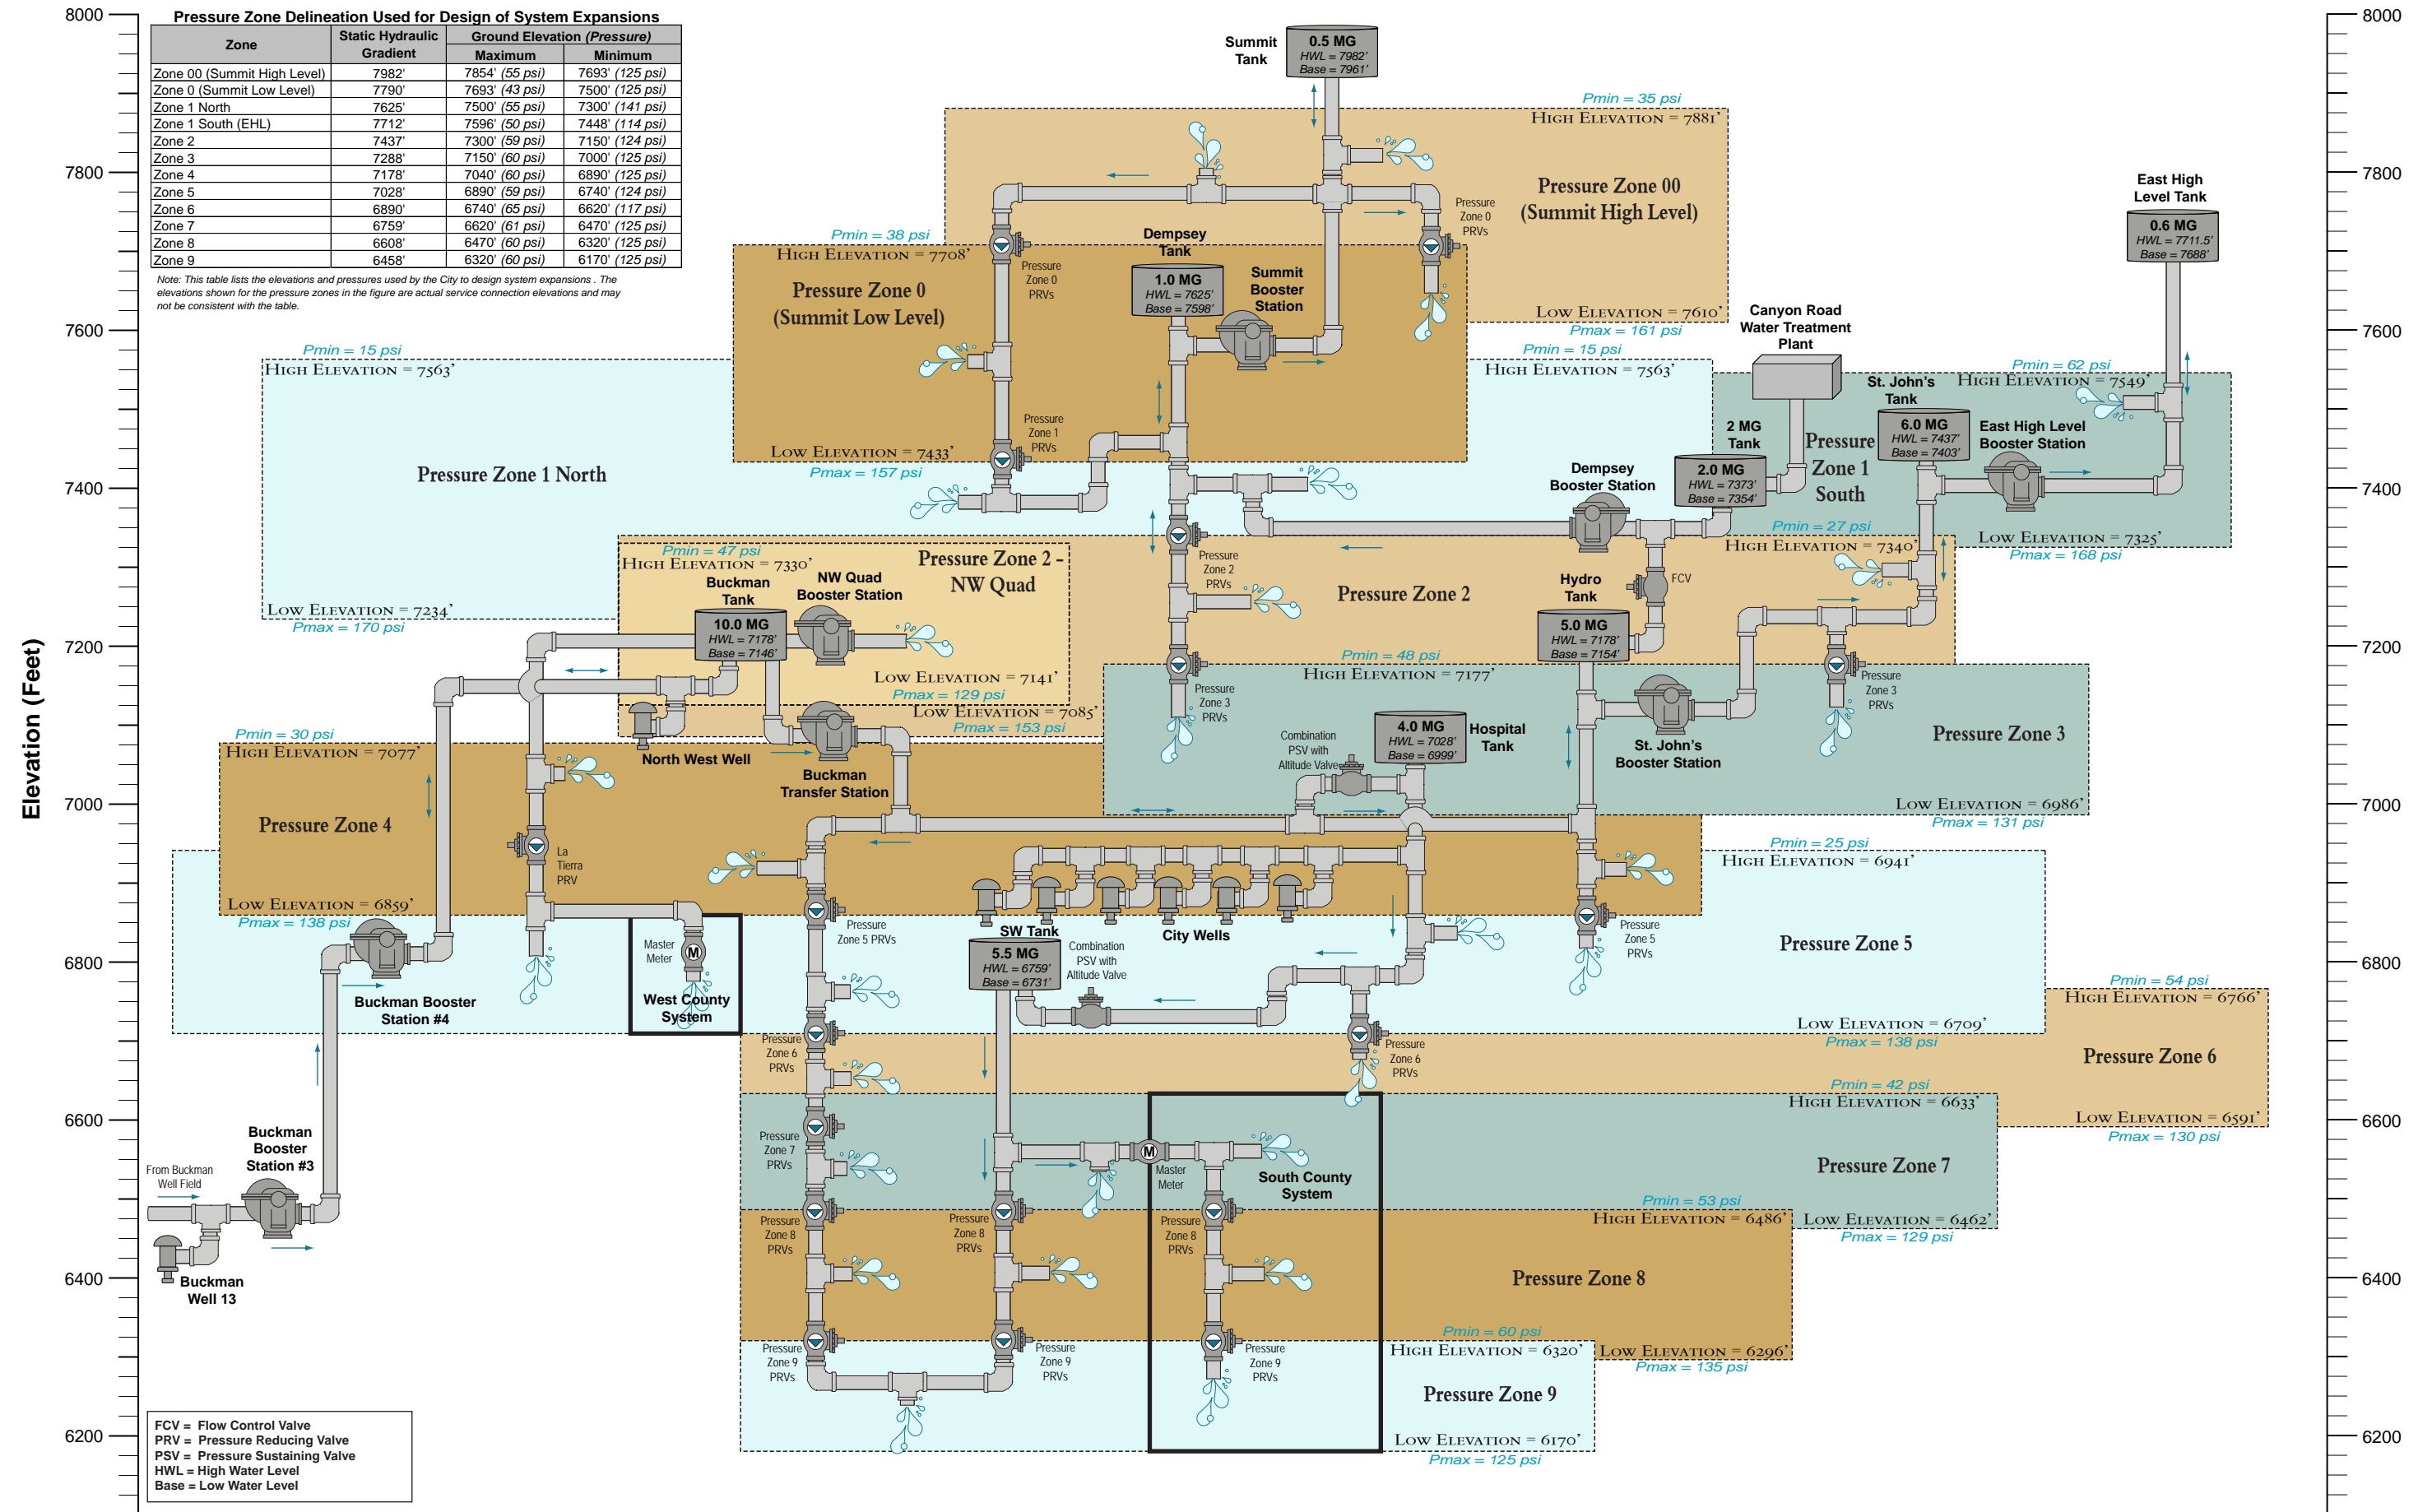 Pressure Zone Delineation Used for Design of System Expansions
Zone
Static Hydraulic Gradient
Ground Elevation (Pressure)
Maximum
Minimum
Zone 00 (Summit High Level) 7982' 7854' (55 psi) 7693' (125 psi)
Zone 0 (Summit Low Level) 7790' 7693' (43 psi) 7500' (125 psi)
Zone 1 North 7625' 7500' (55 psi) 7300' (141 psi)
Zone 1 South (EHL) 7712' 7596' (50 psi) 7448' (114 psi)
Zone 2 7437' 7300' (59 psi) 7150' (124 psi)
Zone 3 7288' 7150' (60 psi) 7000' (125 psi)
Zone 4 7178' 7040' (60 psi) 6890' (125 psi)
Zone 5 7028' 6890' (59 psi) 6740' (124 psi)
Zone 6 6890' 6740' (65 psi) 6620' (117 psi)
Zone 7 6759' 6620' (61 psi) 6470' (125 psi)
Zone 8 6608' 6470' (60 psi) 6320' (125 psi)
Zone 9 6458' 6320' (60 psi) 6170' (125 psi)
Note: This table lists the elevations and pressures used by the City to design system expansions . The
elevations shown for the pressure zones in the figure are actual service connection elevations and may
not be consistent with the table.
Elevation (Feet)
8000
7800
7600
7400
7200
7000
6800
6600
6400
6200
8000
7800
7600
7400
7200
7000
6800
6600
6400
6200
Summit
Tank
0.5 MG
HWL = 7982'
Base = 7961'
Pmin = 35 psi
High Elevation = 7881'
Pressure Zone 00
(Summit High Level)
Low Elevation = 7610'
Pmax = 161 psi
Pressure
Zone 0
PRVs
Pressure
Zone 0
PRVs
Pmin = 38 psi
High Elevation = 7708'
Pressure Zone 0
(Summit Low Level)
Low Elevation = 7433'
Pmax = 157 psi
Dempsey
Tank
1.0 MG
HWL = 7625'
Base = 7598'
Summit
Booster
Station
Pressure
Zone 1
PRVs
East High
Level Tank
0.6 MG
HWL = 7711.5'
Base = 7688'
Canyon Road
Water Treatment
Plant
Pmin = 15 psi
High Elevation = 7563'
Pressure Zone 1 North
Low Elevation = 7234'
Pmax = 170 psi
Pmin = 15 psi
High Elevation = 7563'
Pmin = 62 psi
High Elevation = 7549'
St. John's
Tank
6.0 MG
HWL = 7437'
Base = 7403'
East High Level
Booster Station
Pressure
Zone 1
South
Low Elevation = 7325'
Pmax = 168 psi
2 MG
Tank
2.0 MG
HWL = 7373'
Base = 7354'
Dempsey
Booster Station
FCV
Pmin = 27 psi
High Elevation = 7340'
Pressure Zone 2
Pressure
Zone 2
PRVs
Pmin = 47 psi
High Elevation = 7330'
Pressure Zone 2 -
NW Quad
Buckman
Tank
10.0 MG
HWL = 7178'
Base = 7146'
NW Quad
Booster Station
Low Elevation = 7141'
Pmax = 129 psi
Low Elevation = 7085'
Pmax = 153 psi
North West Well
Buckman
Transfer Station
Hydro
Tank
5.0 MG
HWL = 7178'
Base = 7154'
Pmin = 48 psi
High Elevation = 7177'
Pressure
Zone 3
PRVs
Pressure
Zone 3
PRVs
Pressure Zone 3
St. John's
Booster Station
4.0 MG
HWL = 7028'
Base = 6999'
Hospital
Tank
Combination
PSV with
Altitude Valve
Low Elevation = 6986'
Pmax = 131 psi
Pmin = 30 psi
High Elevation = 7077'
Pressure Zone 4
Low Elevation = 6859'
Pmax = 138 psi
La
Tierra
PRV
Pmin = 25 psi
High Elevation = 6941'
Pressure Zone 5
Low Elevation = 6709'
Pmax = 138 psi
Pressure
Zone 5 PRVs
Pressure
Zone 5
PRVs
City Wells
SW Tank
5.5 MG
HWL = 6759'
Base = 6731'
Combination
PSV with
Altitude Valve
Master
Meter
M
West County
System
Buckman Booster
Station #4
Pmin = 54 psi
High Elevation = 6766'
Pressure Zone 6
Low Elevation = 6591'
Pmax = 130 psi
Pressure
Zone 6
PRVs
Pressure
Zone 6
PRVs
Pmin = 42 psi
High Elevation = 6633'
Pressure Zone 7
Low Elevation = 6462'
Pmax = 129 psi
Pressure
Zone 7
PRVs
M
Master
Meter
South County
System
Buckman
Booster
Station #3
From Buckman
Well Field
Buckman
Well 13
Pmin = 53 psi
High Elevation = 6486'
Pressure Zone 8
Low Elevation = 6296'
Pmax = 135 psi
Pressure
Zone 8
PRVs
Pressure
Zone 8
PRVs
Pressure
Zone 8
PRVs
Pmin = 60 psi
High Elevation = 6320'
Pressure Zone 9
Low Elevation = 6170'
Pmax = 125 psi
Pressure
Zone 9
PRVs
Pressure
Zone 9
PRVs
Pressure
Zone 9
PRVs
FCV = Flow Control Valve
PRV = Pressure Reducing Valve
PSV = Pressure Sustaining Valve
HWL = High Water Level
Base = Low Water Level